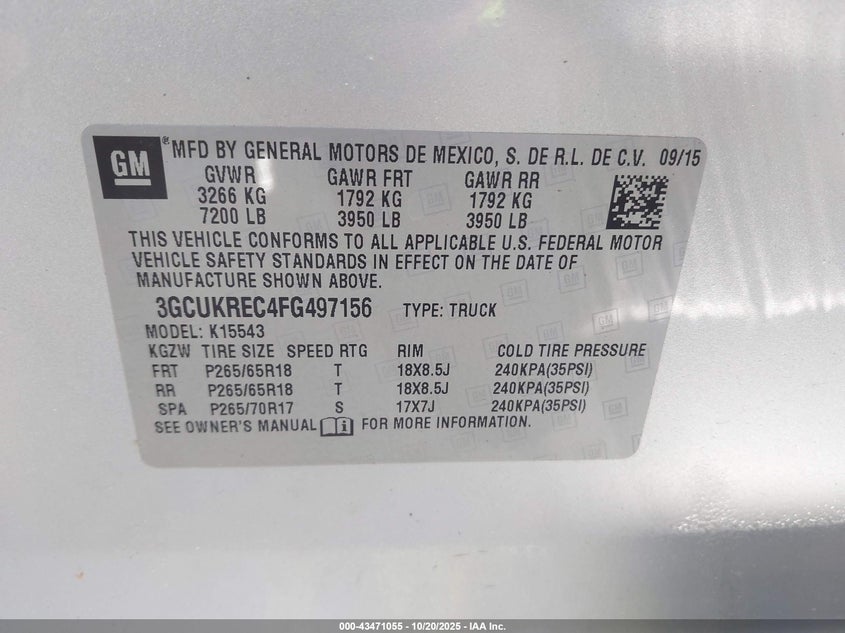 GM ® MFD BY GENERAL MOTORS DE MEXICO, S. DE R.L. DE C.V. 09/15
GVWR GAWR FRT GAWR RR
3266 KG 1792 KG 1792 KG
7200 LB 3950 LB 3950 LB
THIS VEHICLE CONFORMS TO ALL APPLICABLE U.S. FEDERAL MOTOR
VEHICLE SAFETY STANDARDS IN EFFECT ON THE DATE OF
MANUFACTURE SHOWN ABOVE.
3GCUKREC4FG497156 TYPE: TRUCK
MODEL: K15543
KGZW TIRE SIZE SPEED RTG RIM COLD TIRE PRESSURE
FRT P265/65R18 T 18X8.5J 240KPA(35PSI)
RR P265/65R18 T 18X8.5J 240KPA(35PSI)
SPA P265/70R17 S 17X7J 240KPA(35PSI)
SEE OWNER'S MANUAL i FOR MORE INFORMATION.
000-43471055 - 10/20/2025 - IAA Inc.